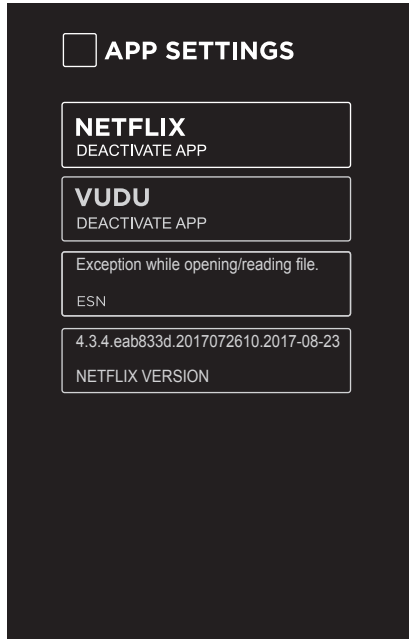 APP SETTINGS
NETFLIX
DEACTIVATE APP
VUDU
DEACTIVATE APP
Exception while opening/reading file.
ESN
4.3.4.eab833d.2017072610.2017-08-23
NETFLIX VERSION